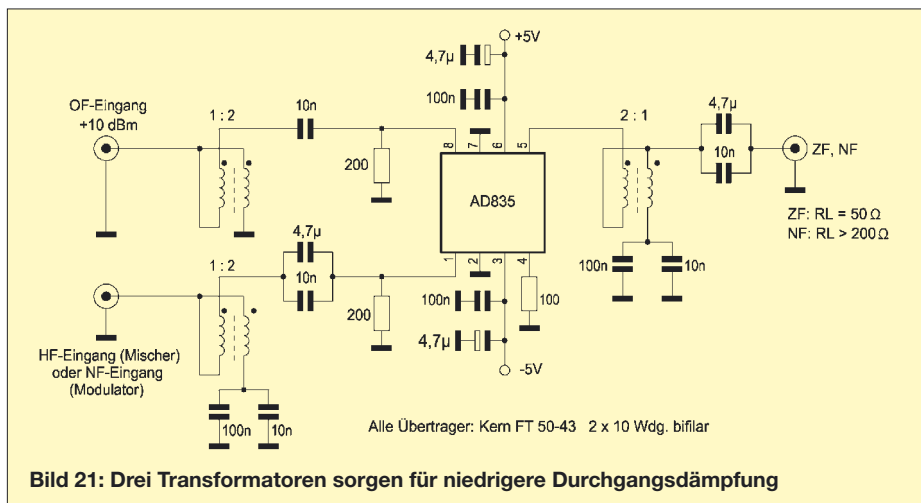 +5V
4,7µ
OF-Eingang
+10 dBm
10n
100n
1 : 2
2 : 1
4,7µ
10n
ZF, NF
200
8
7
6
5
AD835
ZF: RL = 50 Ω
NF: RL > 200 Ω
4,7µ
1 : 2
10n
1
2
3
4
200
100n
100
100n
10n
4,7µ
HF-Eingang (Mischer)
oder NF-Eingang
(Modulator)
-5V
100n
10n
Alle Übertrager: Kern FT 50-43 2 x 10 Wdg. bifilar
Bild 21: Drei Transformatoren sorgen für niedrigere Durchgangsdämpfung